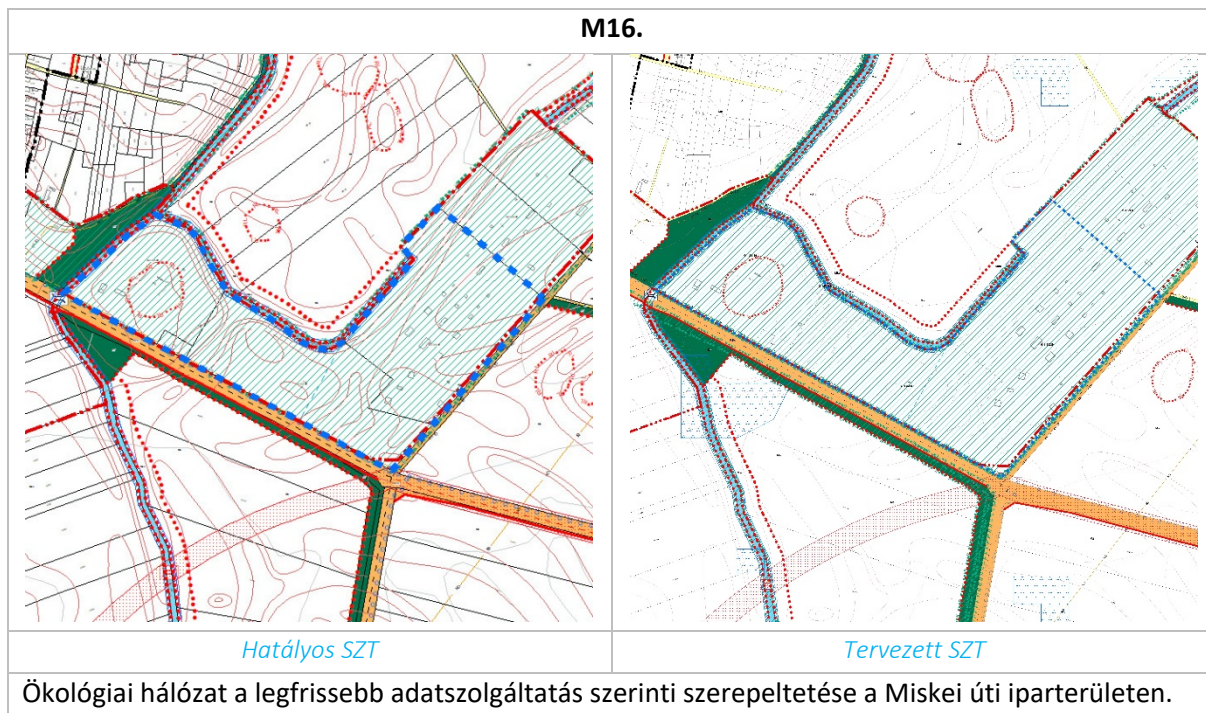 M16.
Hatályos SZT
Tervezett SZT
Ökológiai hálózat a legfrissebb adatszolgáltatás szerinti szerepeltetése a Miskei úti iparterületen.